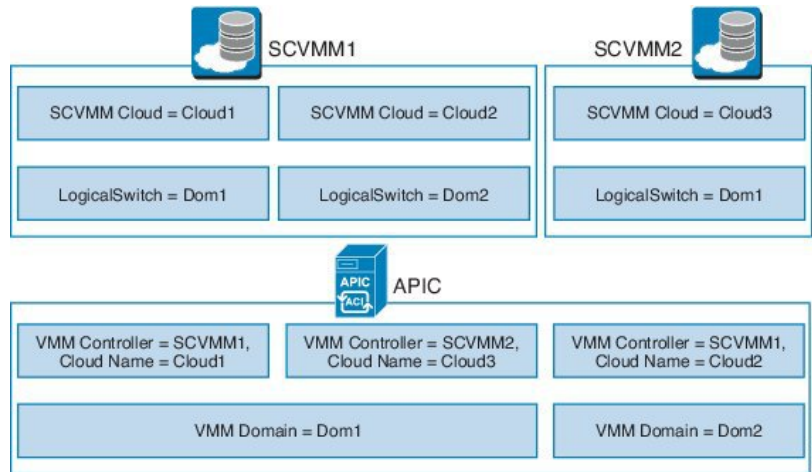 SCVMM1
SCVMM2
SCVMM Cloud = Cloud1
SCVMM Cloud = Cloud2
SCVMM Cloud = Cloud3
LogicalSwitch = Dom1
LogicalSwitch = Dom2
LogicalSwitch = Dom1
APIC
ACI
APIC
VMM Controller = SCVMM1,
Cloud Name = Cloud1
VMM Controller = SCVMM2,
Cloud Name = Cloud3
VMM Controller = SCVMM1,
Cloud Name = Cloud2
VMM Domain = Dom1
VMM Domain = Dom2